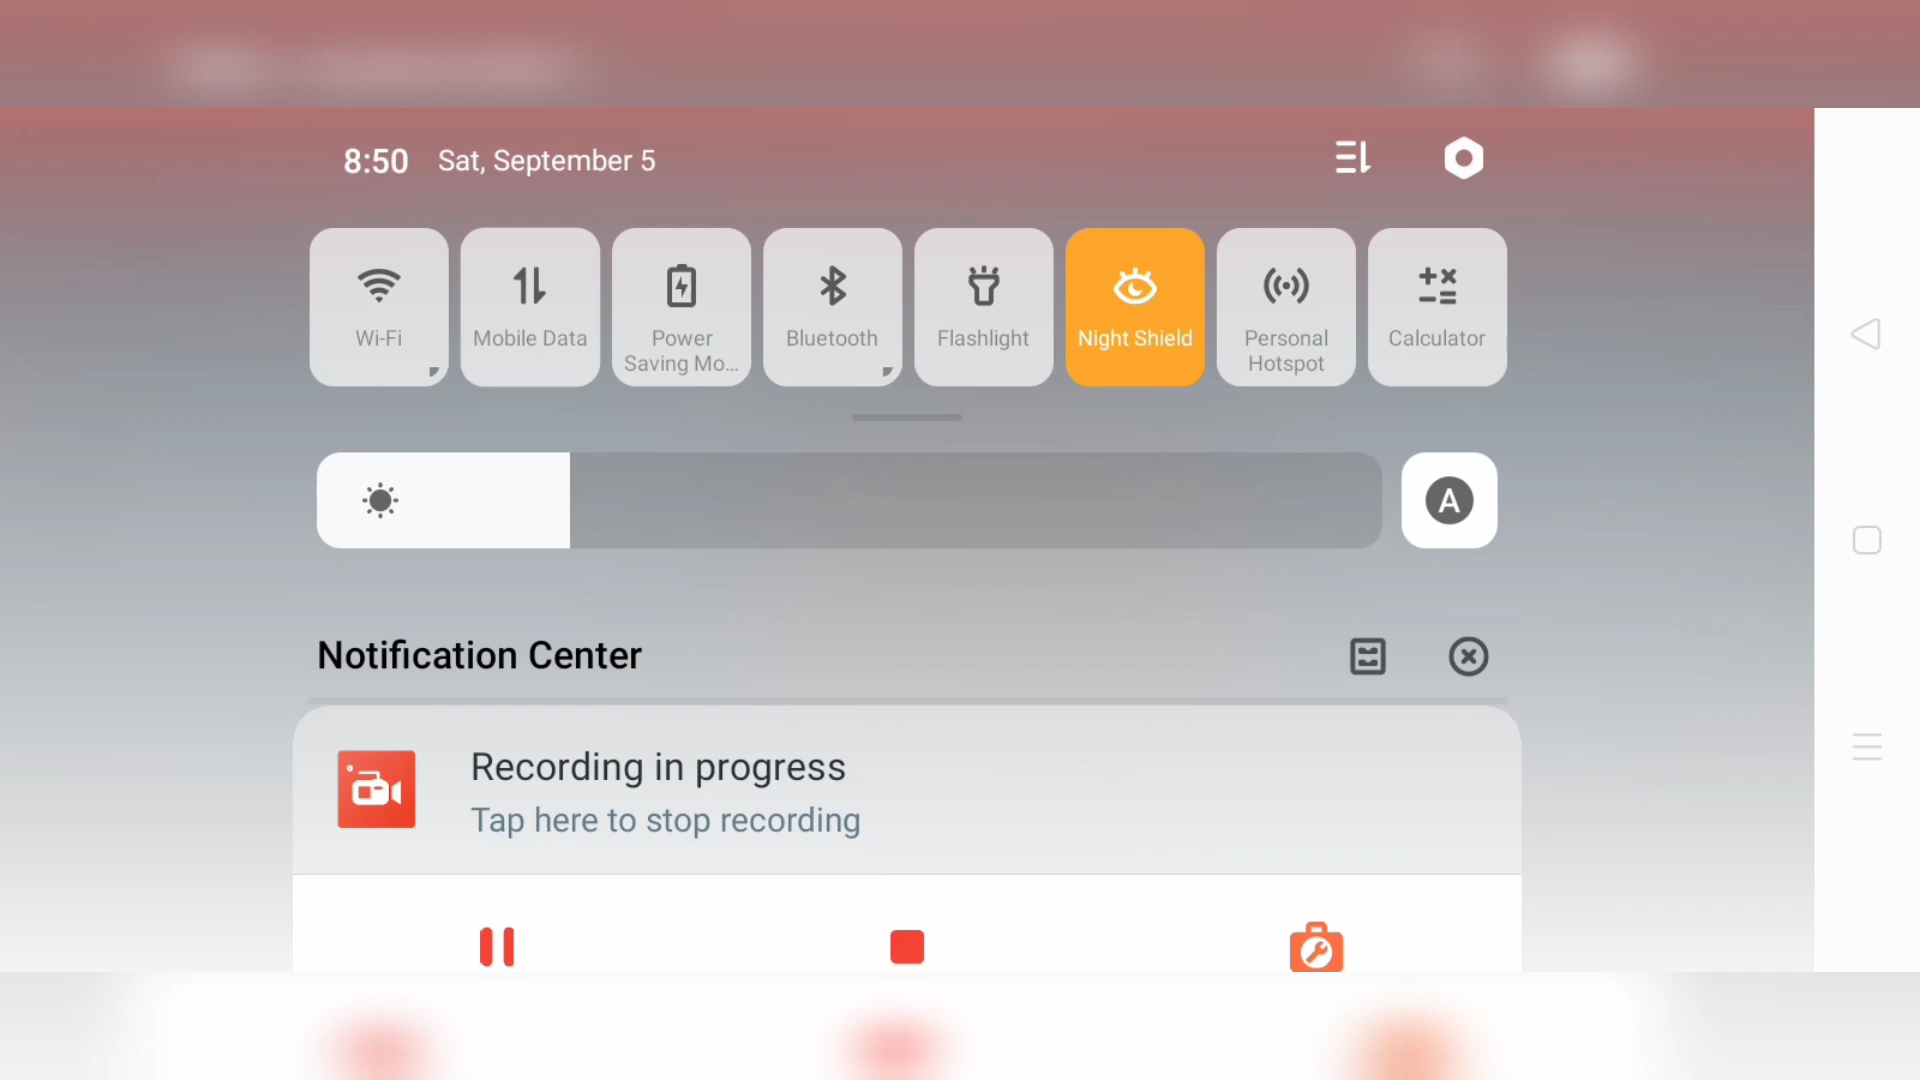 8:50 Sat, September 5
Wi-Fi
Mobile Data
Power
Saving Mo...
Bluetooth
Flashlight
Night Shield
Personal
Hotspot
Calculator
A
Notification Center
Recording in progress
Tap here to stop recording